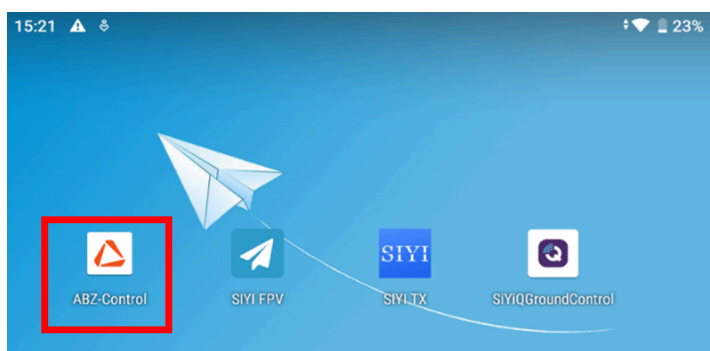 15:21 23%
SIYI
ABZ-Control SIYI FPV SIYI TX SiYiQGroundControl